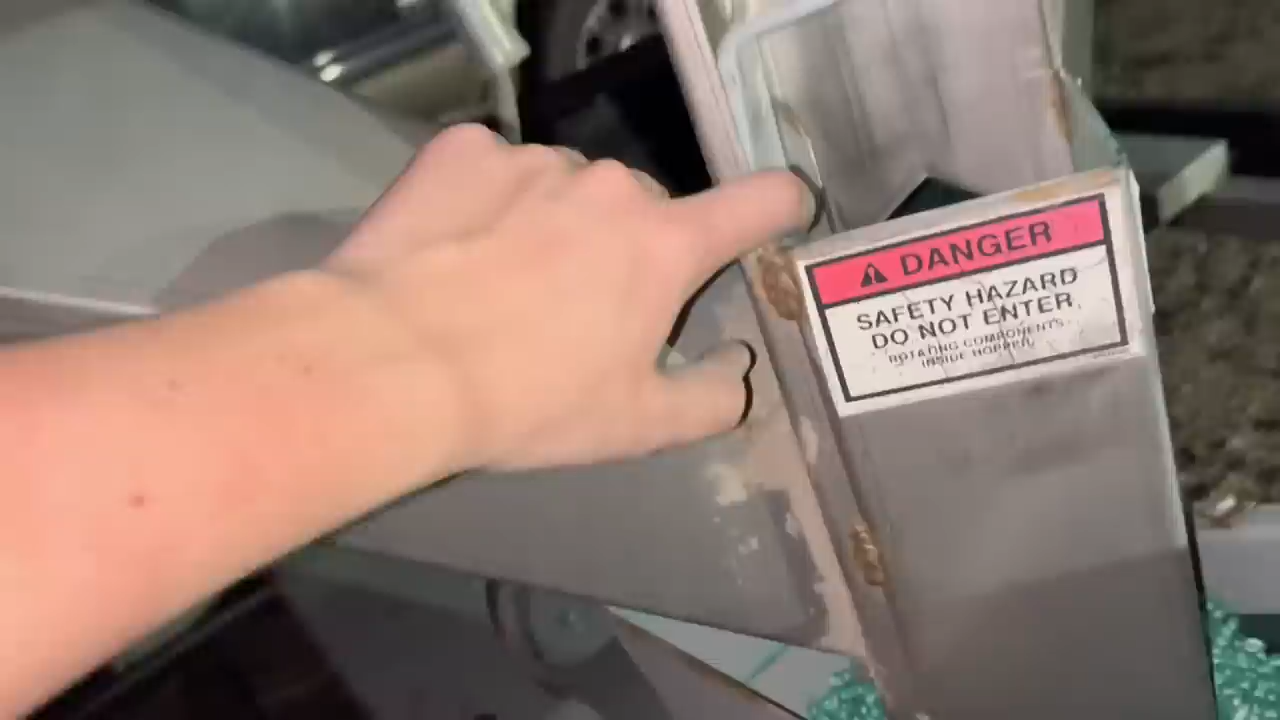 DANGER
SAFETY HAZARD
DO NOT ENTER
ROTATING COMPONENTS
INSIDE HOPPER